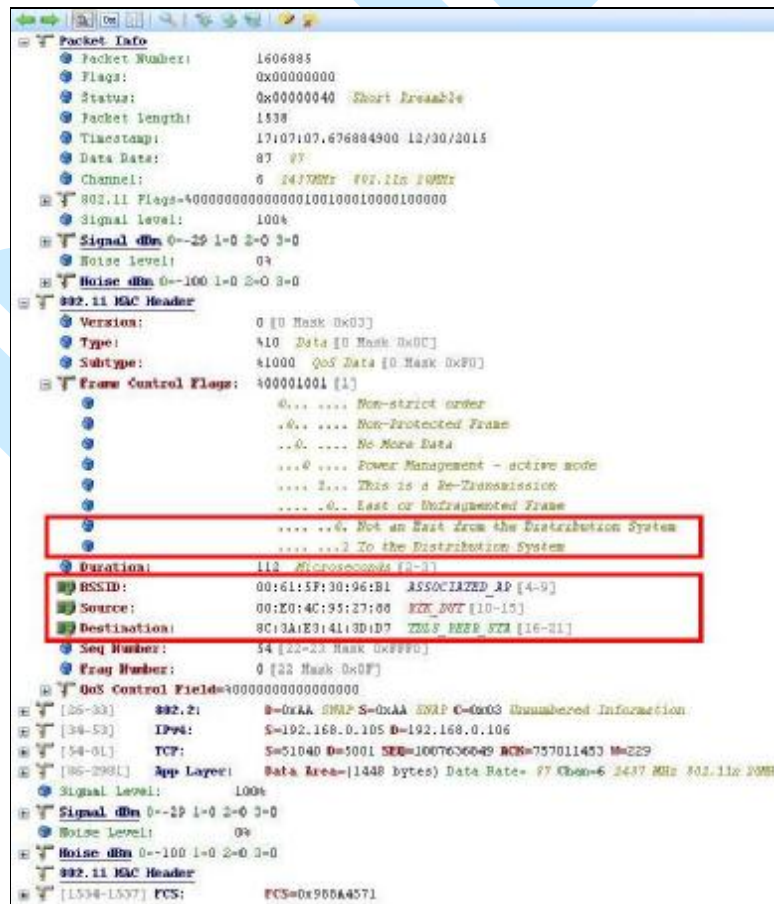 Packet Info
Packet Number: 1606885
Flags: 0x00000000
Status: 0x00000040 Short Preamble
Packet Length: 1538
Timestamp: 17:07:07.676884900 12/30/2015
Data Rate: 87 87
Channel: 6 2437MHz 802.11n 20MHz
802.11 Flags=
Signal Level: 100%
Signal dBm 0=-29 1=0 2=0 3=0
Noise Level: 0%
Noise dBm 0=-100 1=0 2=0 3=0
802.11 MAC Header
Version: 0 [0 Mask 0x03]
Type: %10 Data [0 Mask 0x0C]
Subtype: %1000 QoS Data [0 Mask 0xF0]
Frame Control Flags: %00001001 [1]
0... .... Non-strict order
.0.. .... Non-Protected Frame
..0. .... No More Data
...0 .... Power Management - active mode
.... 1... This is a Re-Transmission
.... .0.. Last or Unfragmented Frame
.... ..0. Not an Exit from the Distribution System
.... ...1 To the Distribution System
Duration: 112 Microseconds [2-3]
BSSID: 00:61:5F:30:96:B1 ASSOCIATED_AP [4-9]
Source: 00:E0:4C:95:27:88 RTK_DUT [10-15]
Destination: 8C:3A:E3:41:3D:D7 TDLS_PEER_STA [16-21]
Seq Number: 54 [22-23 Mask 0xFFF0]
Frag Number: 0 [22 Mask 0x0F]
QoS Control Field=%0000000000000000
[26-33] 802.2: D=0xAA SNAP S=0xAA SNAP C=0x03 Unnumbered Information
[34-53] IPv4: S=192.168.0.105 D=192.168.0.106
TCP: S=51040 D=5001 ACK=757011453 W=229
App Layer: Data Area=(1448 bytes) Data Rate= 87 Chan=6 2437 MHz 802.11n
Signal Level: 100%
Signal dBm 0=-29 1=0 2=0 3=0
Noise Level: 0%
Noise dBm 0=-100 1=0 2=0 3=0
802.11 MAC Header
[1534-1537] FCS: FCS=0x988A4571